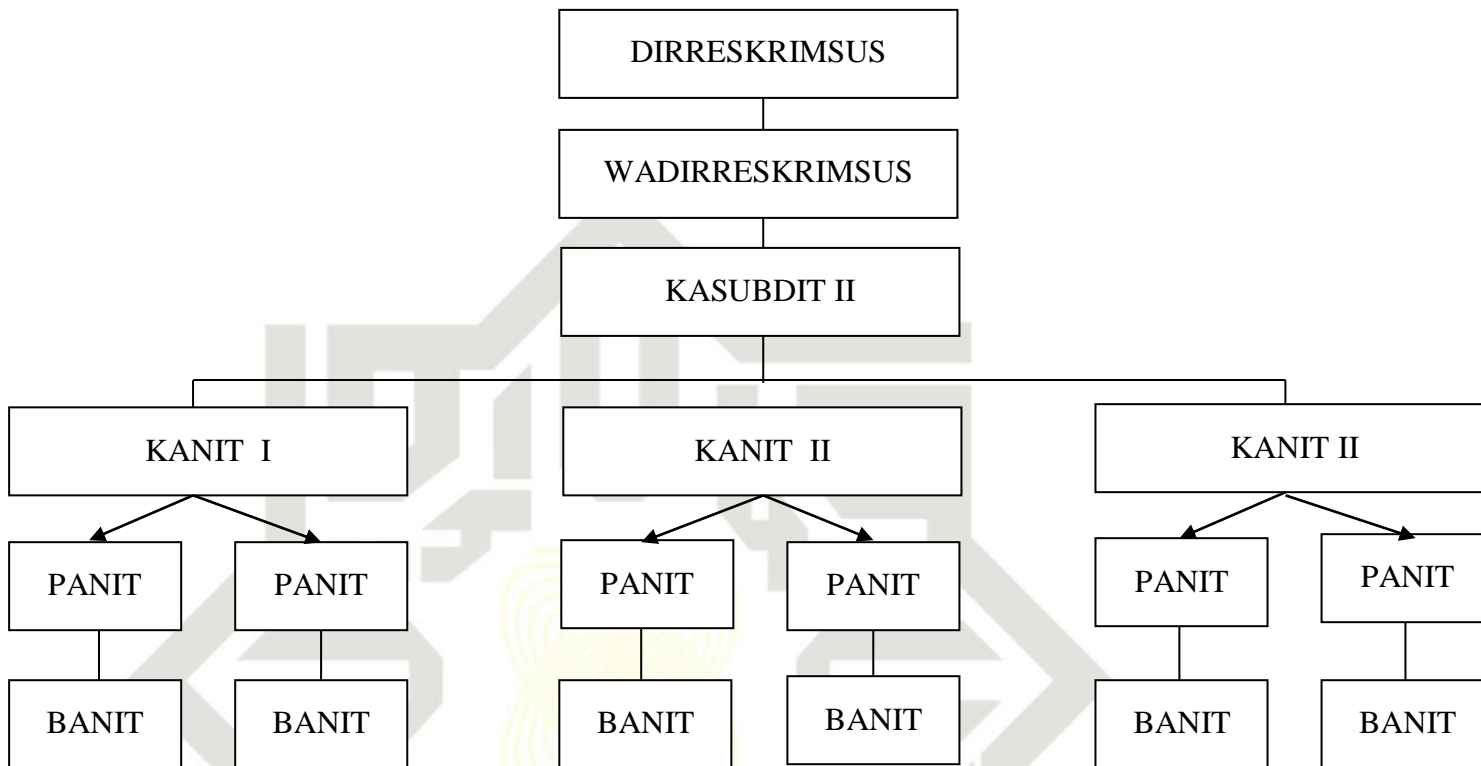 DIRRESKRIMSUS
WADIRRESKRIMSUS
KASUBDIT II
KANIT  I
KANIT  II
KANIT II
PANIT
PANIT
PANIT
PANIT
PANIT
PANIT
BANIT
BANIT
BANIT
BANIT
BANIT
BANIT